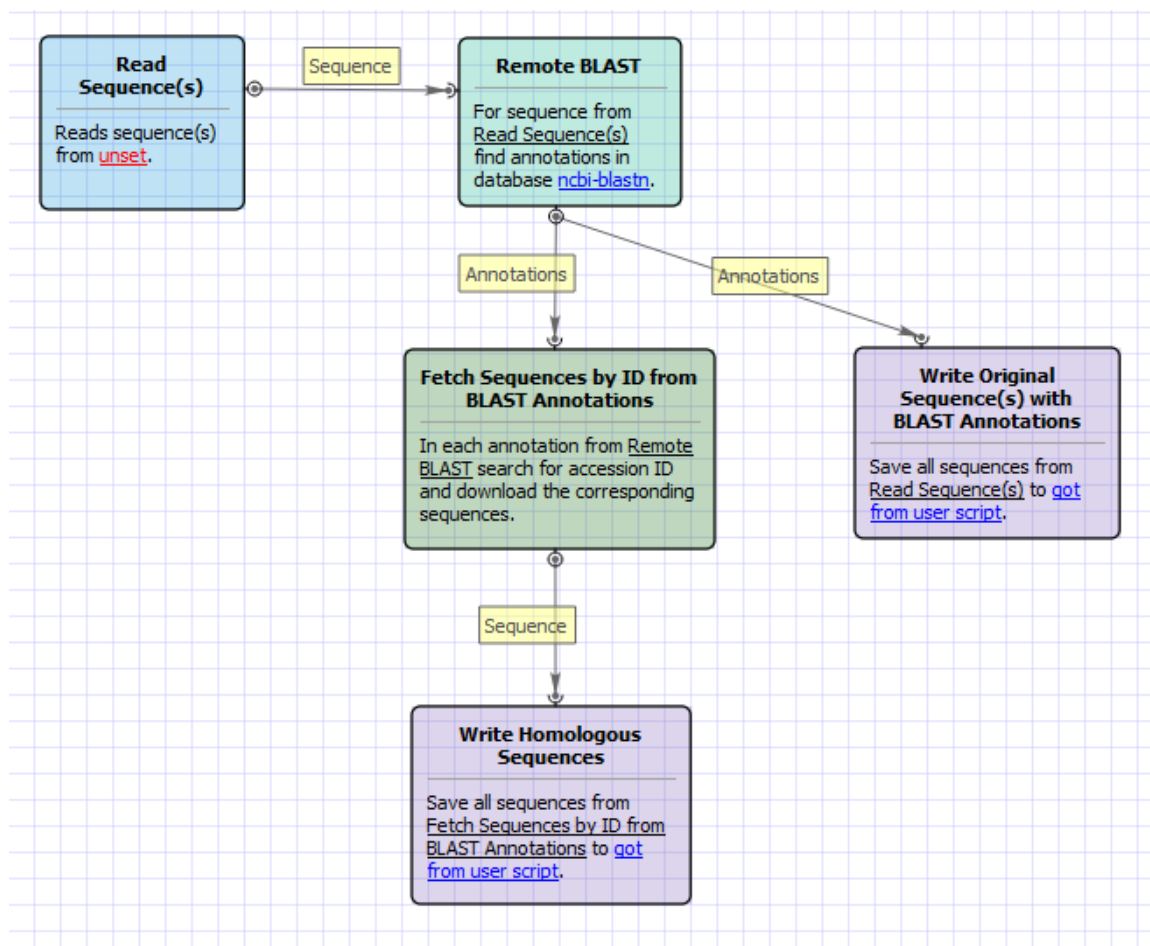 Read
Sequence(s)
Reads sequence(s)
from unset.
Sequence
Remote BLAST
For sequence from
Read Sequence(s)
find annotations in
database ncbi-blastn.
Annotations
Annotations
Fetch Sequences by ID from
BLAST Annotations
In each annotation from Remote
BLAST search for accession ID
and download the corresponding
sequences.
Write Original
Sequence(s) with
BLAST Annotations
Save all sequences from
Read Sequence(s) to got
from user script.
Sequence
Write Homologous
Sequences
Save all sequences from
Fetch Sequences by ID from
BLAST Annotations to got
from user script.